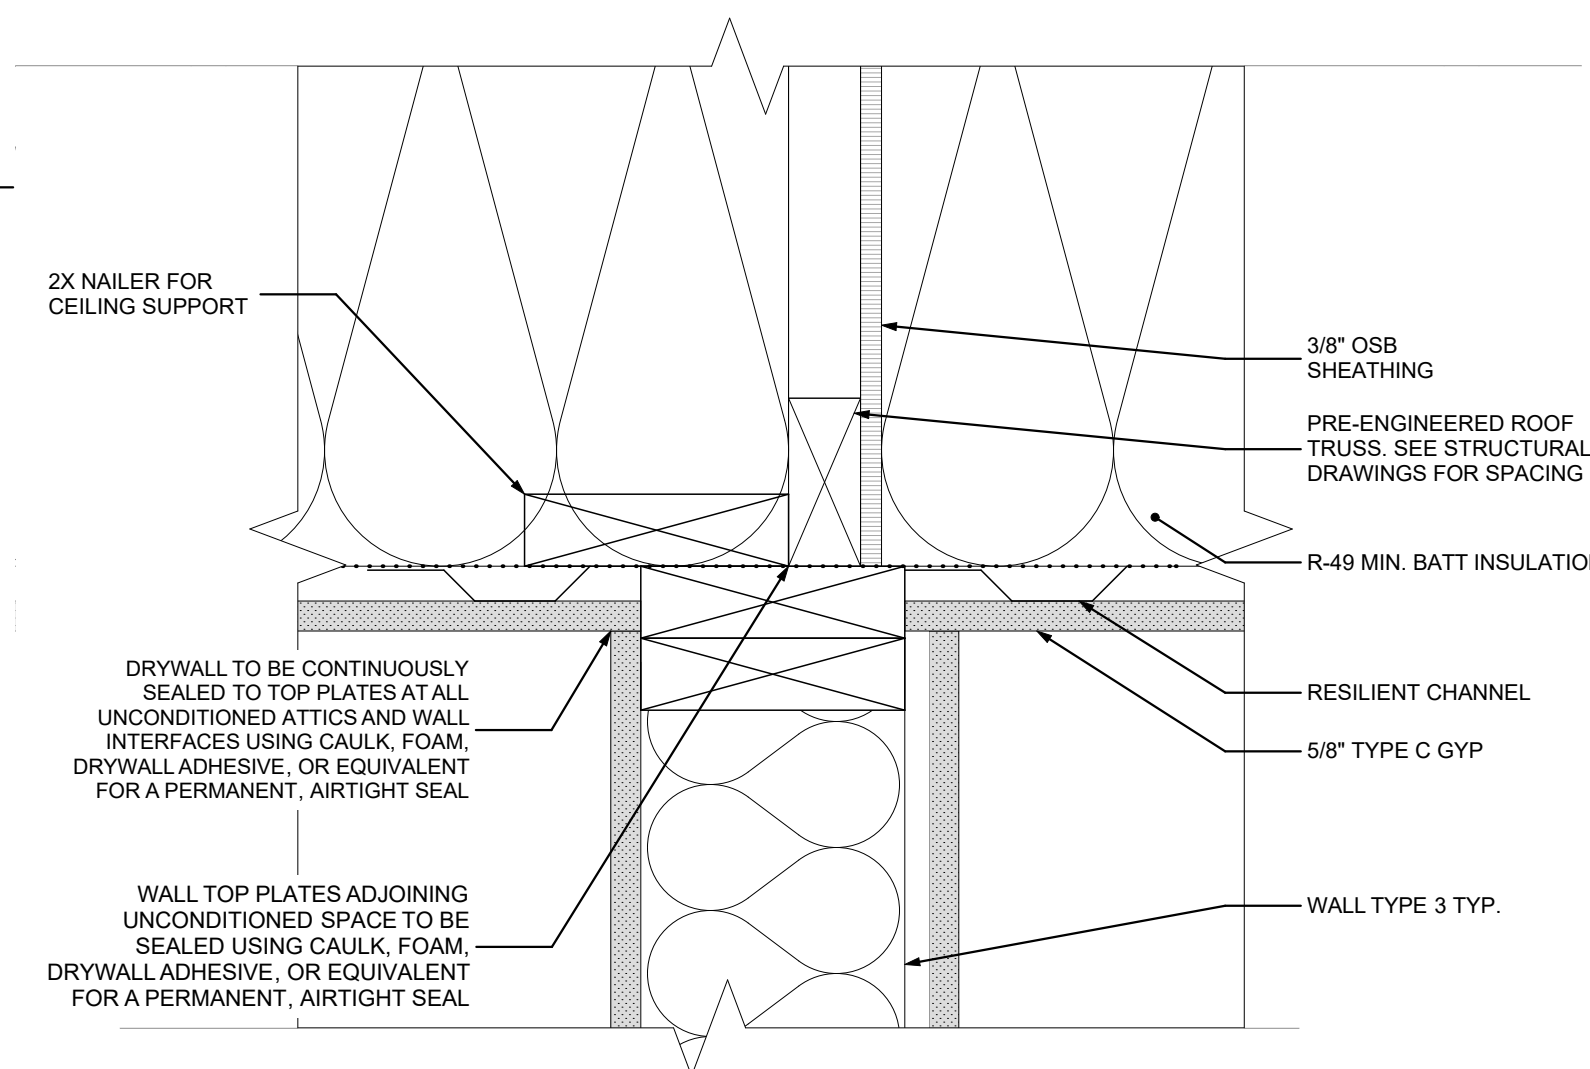 2X NAILER FOR
CEILING SUPPORT
3/8" OSB
SHEATHING
PRE-ENGINEERED ROOF
TRUSS. SEE STRUCTURAL
DRAWINGS FOR SPACING
R-49 MIN. BATT INSULATIO
DRYWALL TO BE CONTINUOUSLY
SEALED TO TOP PLATES AT ALL
UNCONDITIONED ATTICS AND WALL
INTERFACES USING CAULK, FOAM,
DRYWALL ADHESIVE, OR EQUIVALENT
FOR A PERMANENT, AIRTIGHT SEAL
RESILIENT CHANNEL
5/8" TYPE C GYP
WALL TOP PLATES ADJOINING
UNCONDITIONED SPACE TO BE
SEALED USING CAULK, FOAM,
DRYWALL ADHESIVE, OR EQUIVALENT
FOR A PERMANENT, AIRTIGHT SEAL
WALL TYPE 3 TYP.